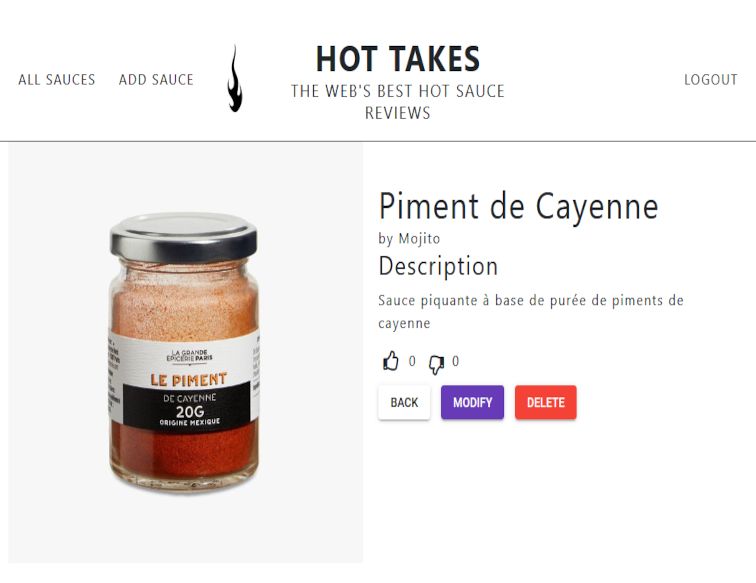 ALL SAUCES
ADD SAUCE
HOT TAKES
THE WEB'S BEST HOT SAUCE
REVIEWS
LOGOUT
LA GRANDE
EPICERIE PARIS
LE PIMENT
DE CAYENNE
20G
ORIGINE MEXIQUE
Piment de Cayenne
by Mojito
Description
Sauce piquante à base de purée de piments de
cayenne
0
0
BACK
MODIFY
DELETE